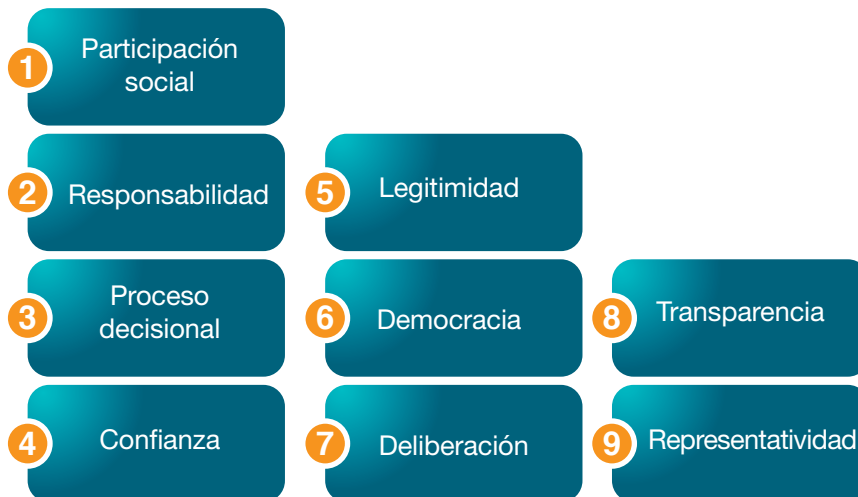 1
Participación
social
2
Responsabilidad
3
Proceso
decisional
4
Confianza
5
Legitimidad
6
Democracia
7
Deliberación
8
Transparencia
9
Representatividad